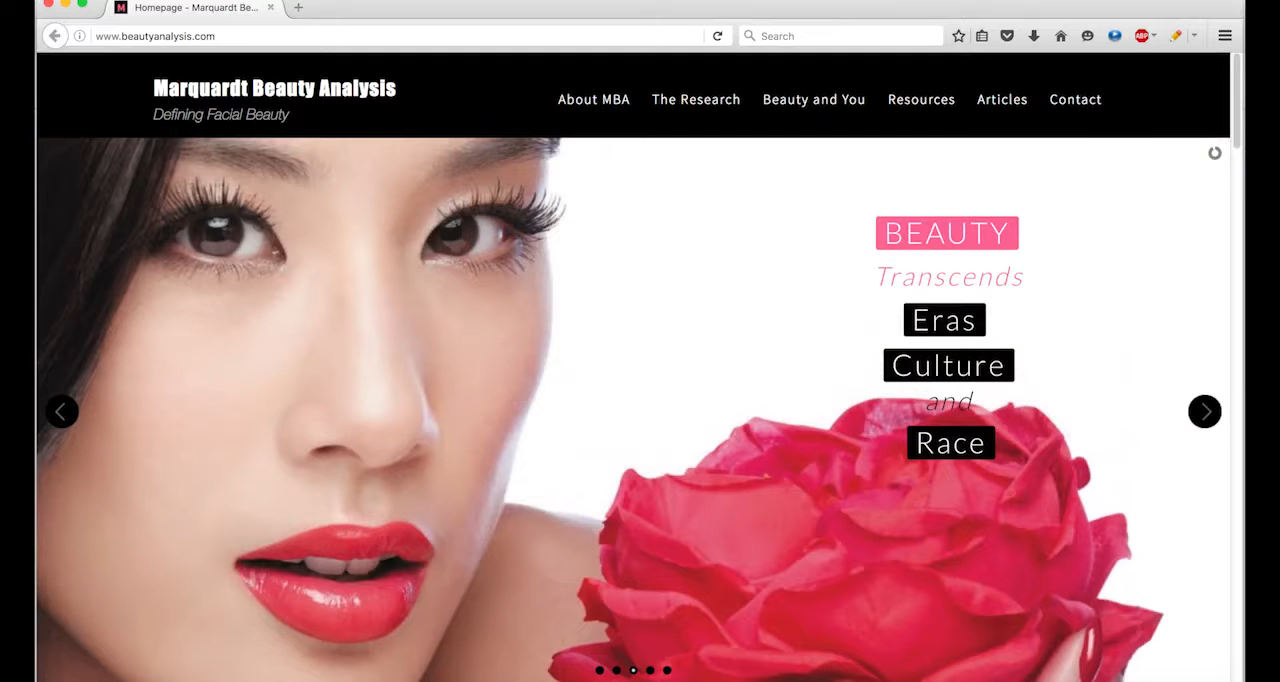 M Homepage - Marquardt Be...
www.beautyanalysis.com
Search
ABP
Marquardt Beauty Analysis
Defining Facial Beauty
About MBA The Research Beauty and You Resources Articles Contact
BEAUTY
Transcends
Eras
Culture
and
Race